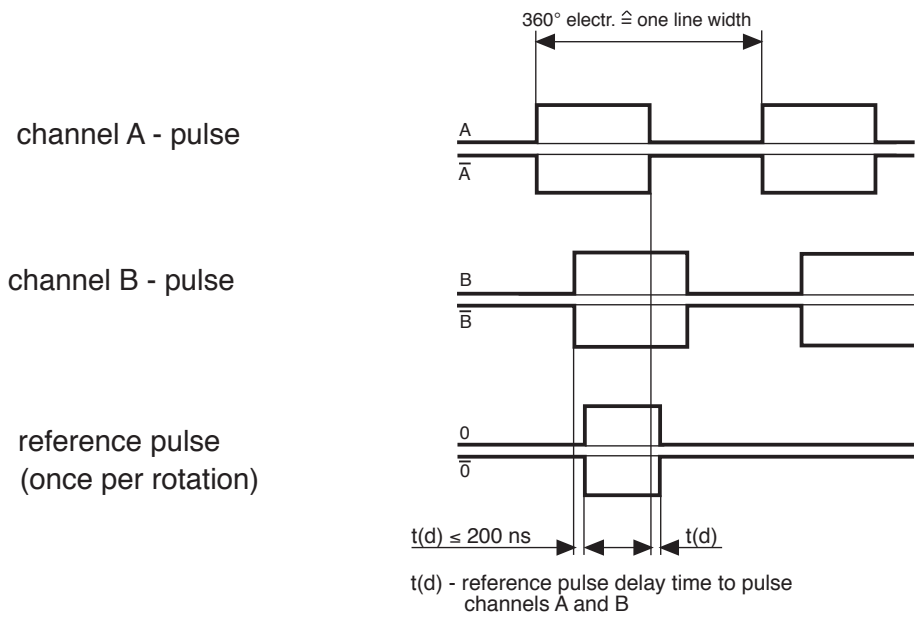 360° electr. ≙ one line width
channel A - pulse
A
A̅
channel B - pulse
B
B̅
reference pulse
(once per rotation)
0
0̅
t(d) ≤ 200 ns
t(d)
t(d) - reference pulse delay time to pulse
channels A and B